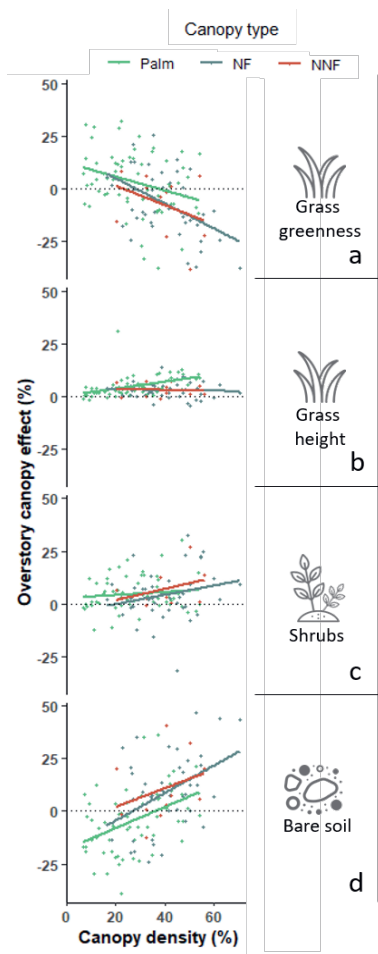 Canopy type
Palm NF NNF
Overstory canopy effect (%)
50
25
0
-25
Grass
greenness
a
50
25
0
-25
Grass
height
b
50
25
0
-25
Shrubs
c
50
25
0
-25
Bare soil
d
0 20 40 60
Canopy density (%)